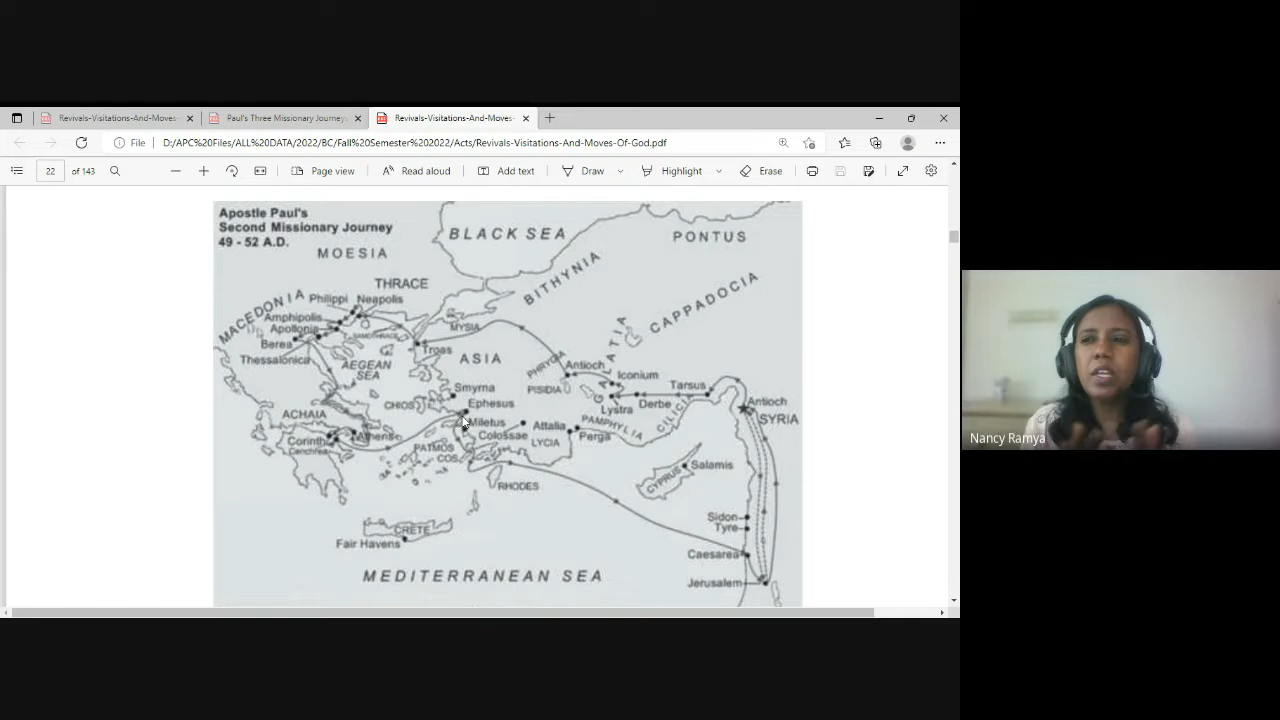 Revivals-Visitations-And-Moves-
Paul's Three Missionary Journey
Revivals-Visitations-And-Moves-
File
D:/APC%20Files/ALL%20DATA/2022/BC/Fall%20Semester%202022/Acts/Revivals-Visitations-And-Moves-Of-God.pdf
22 of 143
Page view
Read aloud
Add text
Draw
Highlight
Erase
Apostle Paul's
Second Missionary Journey
49 - 52 A.D.
BLACK SEA
PONTUS
MOESIA
THRACE
BITHYNIA
CAPPADOCIA
MACEDONIA
Philippi
Neapolis
Amphipolis
Apollonia
SAMOTHRACE
MYSIA
Berea
Troas
Thessalonica
AEGEAN
SEA
ASIA
PHRYGIA
GALATIA
Antioch
PISIDIA
Iconium
Tarsus
Smyrna
CHIOS
Ephesus
Lystra
Derbe
CILICI
Antioch
SYRIA
ACHAIA
Miletus
Attalia
PAMPHYLIA
Corinth
Athens
Colossae
LYCIA
Perga
Cenchrea
PATMOS
COS
RHODES
CYPRUS
Salamis
CRETE
Fair Havens
Sidon
Tyre
Caesarea
Jerusalem
MEDITERRANEAN SEA
Nancy Ramya